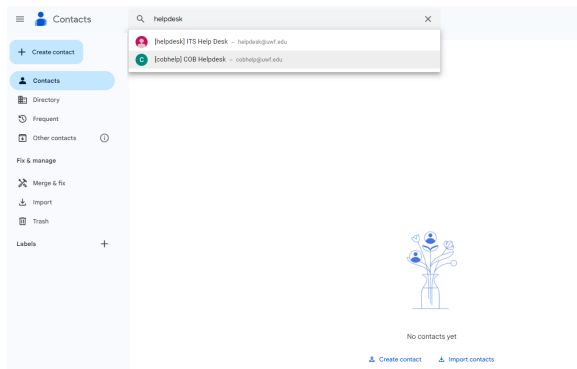 Contacts
helpdesk
[helpdesk] ITS Help Desk – helpdesk@uwf.edu
C [cobhelp] COB Helpdesk – cobhelp@uwf.edu
Create contact
Contacts
Directory
Frequent
Other contacts
Fix & manage
Merge & fix
Import
Trash
Labels
No contacts yet
Create contact Import contacts